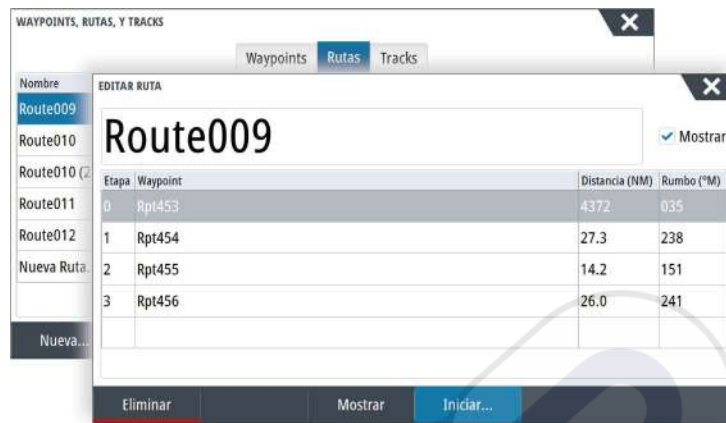 WAYPOINTS, RUTAS, Y TRACKS
Waypoints Rutas Tracks
Nombre
Route009
Route010
Route010 (2
Route011
Route012
Nueva Ruta.
Nueva...
EDITAR RUTA
Route009
Mostrar
Etapa Waypoint Distancia (NM) Rumbo (°M)
0 Rpt453 4372 035
1 Rpt454 27.3 238
2 Rpt455 14.2 151
3 Rpt456 26.0 241
Eliminar Mostrar Iniciar...